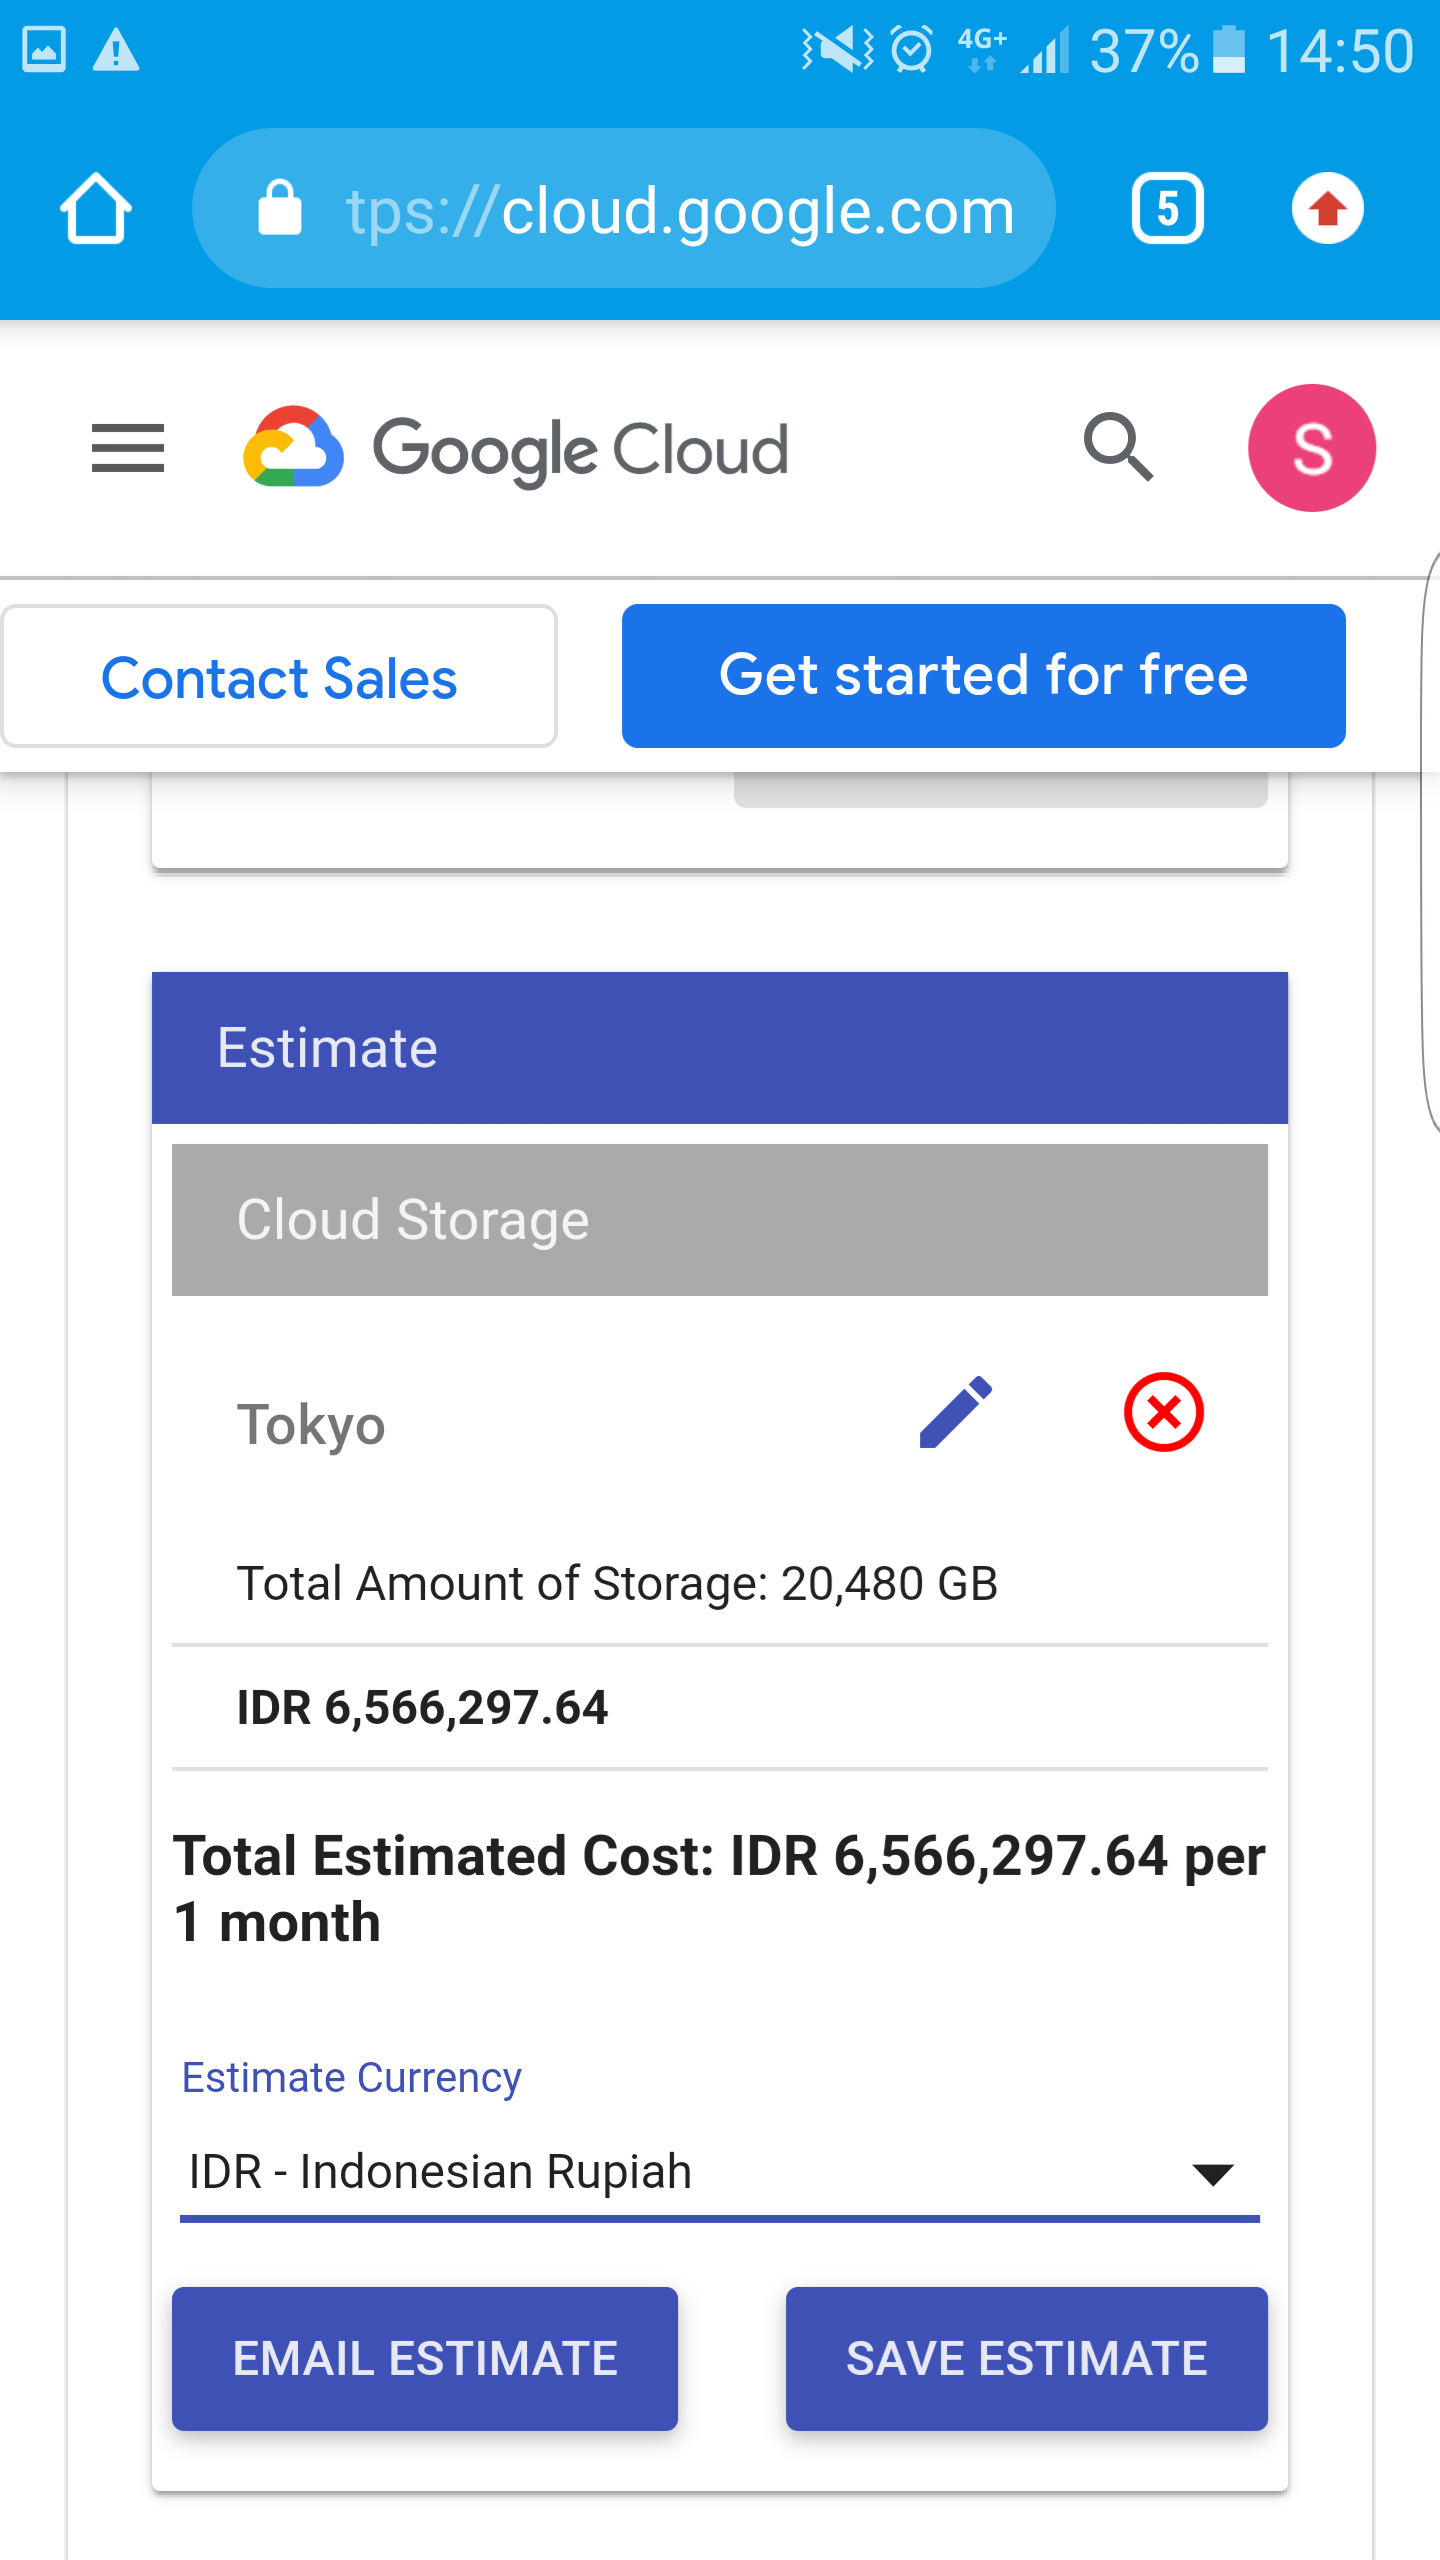 4G+ 37% 14:50
tps://cloud.google.com 5
Google Cloud S
Contact Sales Get started for free
Estimate
Cloud Storage
Tokyo
Total Amount of Storage: 20,480 GB
IDR 6,566,297.64
Total Estimated Cost: IDR 6,566,297.64 per
1 month
Estimate Currency
IDR - Indonesian Rupiah
EMAIL ESTIMATE SAVE ESTIMATE